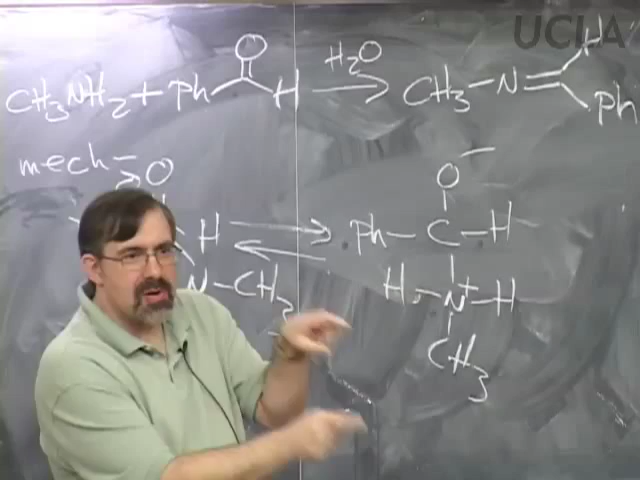 UCLA
CH3NH2 + Ph O H H2O CH3-N= H Ph
mech- O
H Ph-C-H O-
N-CH3 H-N+-H
CH3